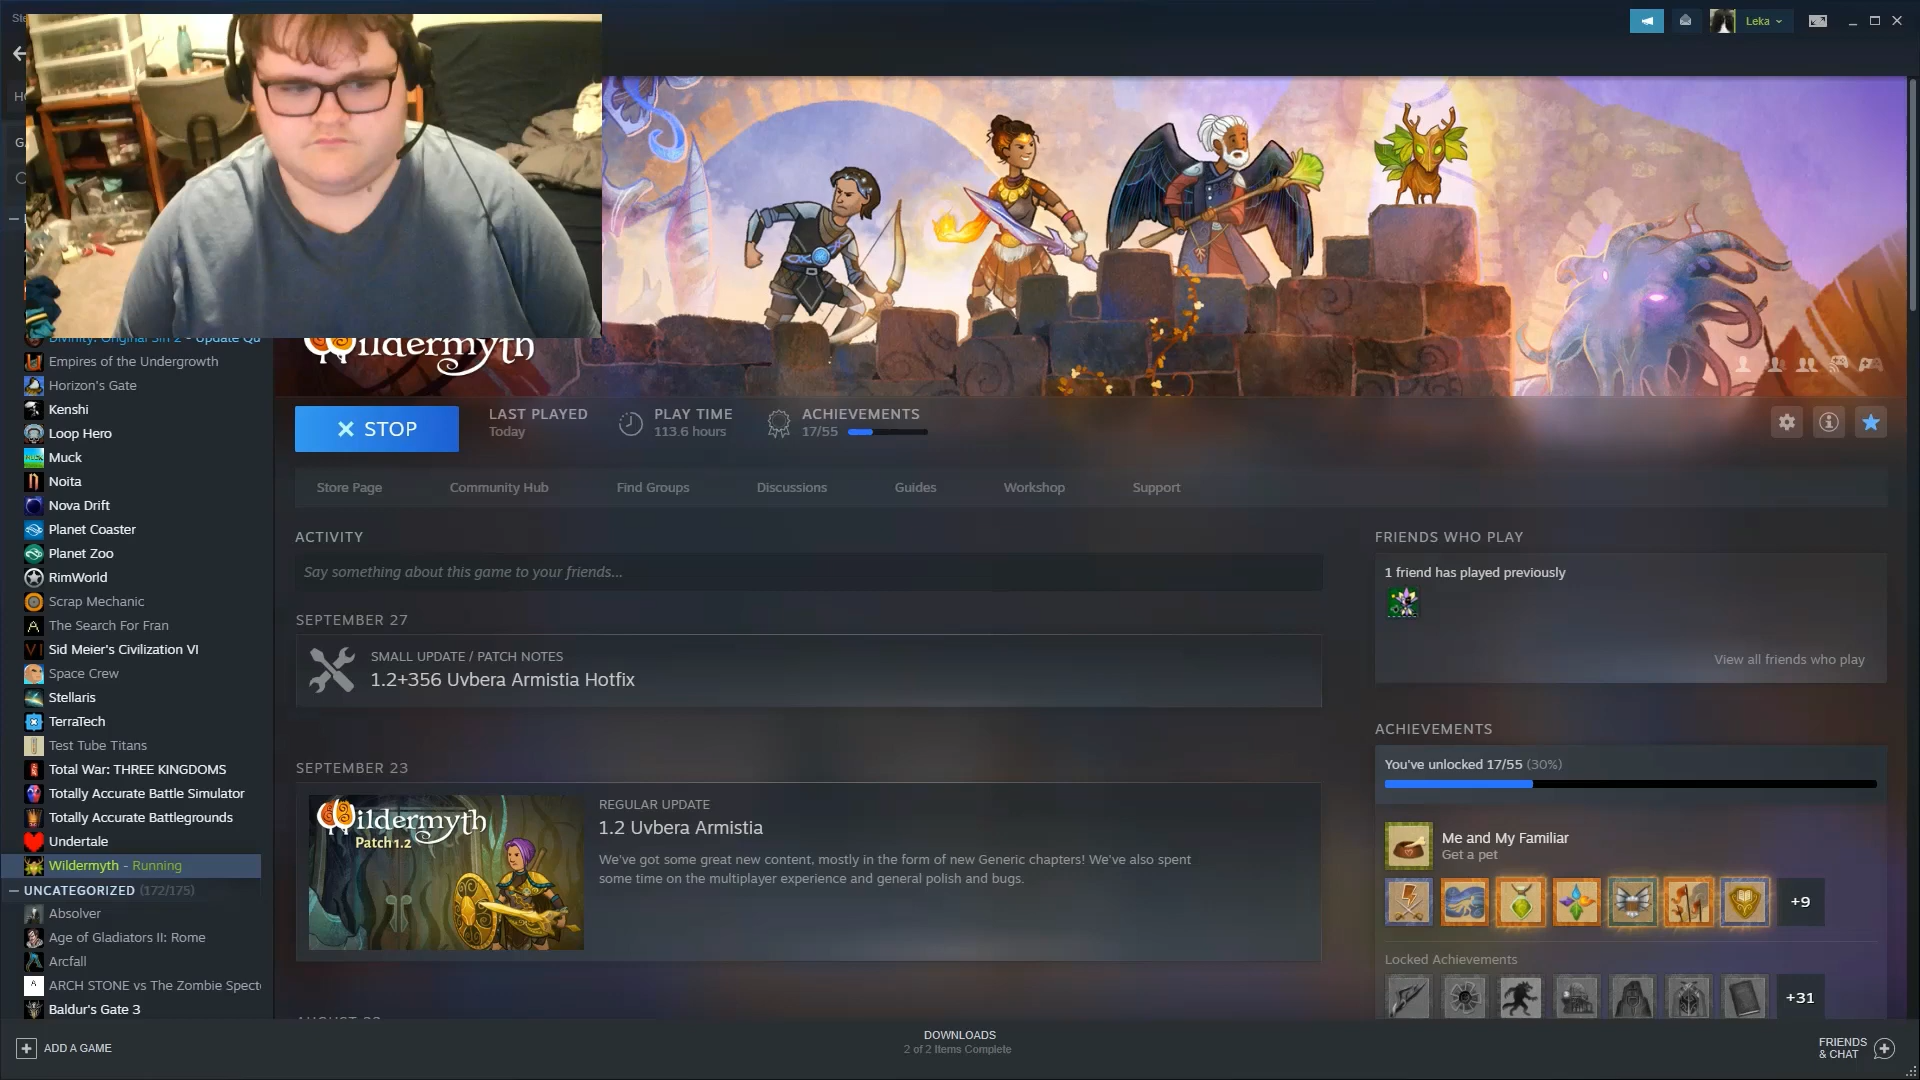 Leka
Wildermyth
Divinity: Original Sin 2 - Update Qu
Empires of the Undergrowth
Horizon's Gate
Kenshi
Loop Hero
Muck
Noita
Nova Drift
Planet Coaster
Planet Zoo
RimWorld
Scrap Mechanic
The Search For Fran
Sid Meier's Civilization VI
Space Crew
Stellaris
TerraTech
Test Tube Titans
Total War: THREE KINGDOMS
Totally Accurate Battle Simulator
Totally Accurate Battlegrounds
Undertale
Wildermyth - Running
UNCATEGORIZED (172/175)
Absolver
Age of Gladiators II: Rome
Arcfall
ARCH STONE vs The Zombie Spect
Baldur's Gate 3
STOP
LAST PLAYED
Today
PLAY TIME
113.6 hours
ACHIEVEMENTS
17/55
Store Page
Community Hub
Find Groups
Discussions
Guides
Workshop
Support
ACTIVITY
Say something about this game to your friends...
SEPTEMBER 27
SMALL UPDATE / PATCH NOTES
1.2+356 Uvbera Armistia Hotfix
SEPTEMBER 23
Wildermyth
Patch 1.2
REGULAR UPDATE
1.2 Uvbera Armistia
We've got some great new content, mostly in the form of new Generic chapters! We've also spent
some time on the multiplayer experience and general polish and bugs.
FRIENDS WHO PLAY
1 friend has played previously
View all friends who play
ACHIEVEMENTS
You've unlocked 17/55 (30%)
Me and My Familiar
Get a pet
+9
Locked Achievements
+31
ADD A GAME
DOWNLOADS
2 of 2 Items Complete
FRIENDS
& CHAT